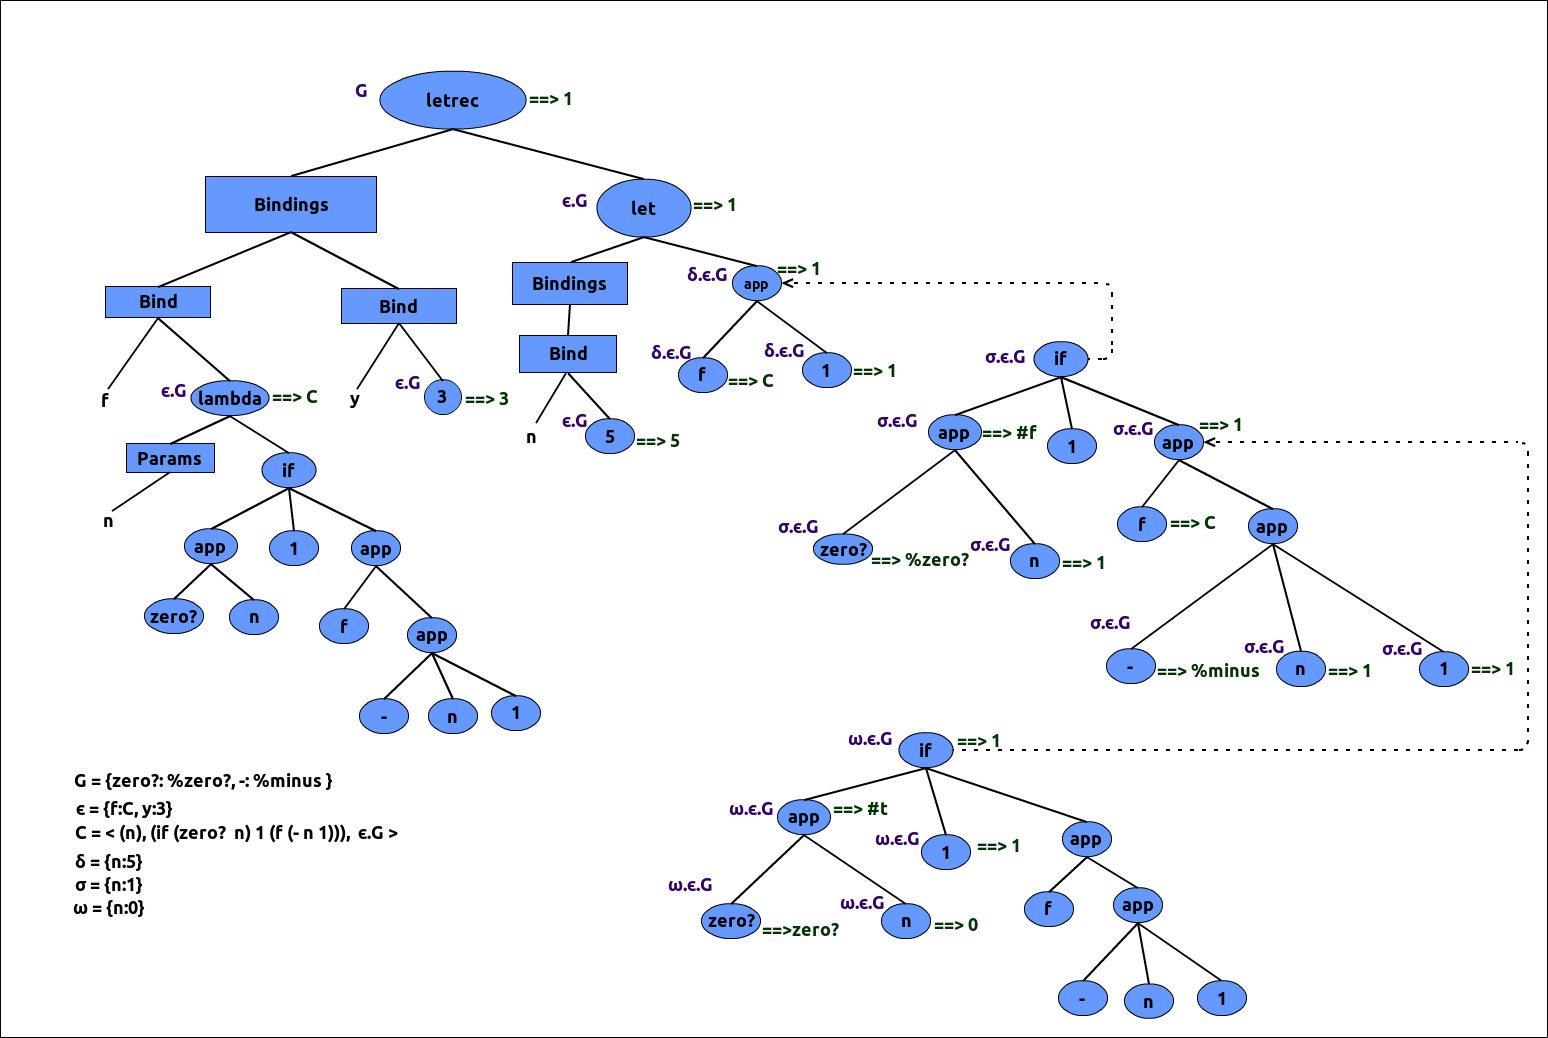 G letrec ==> 1
Bindings
ϵ.G let ==> 1
Bind
Bind
f
ϵ.G lambda ==> C
y
ϵ.G 3 ==> 3
Params
n
if
app
1
app
zero?
n
f
app
-
n
1
Bindings
Bind
n
ϵ.G 5 ==> 5
δ.ϵ.G app ==> 1
δ.ϵ.G f ==> C
δ.ϵ.G 1 ==> 1
σ.ϵ.G if
σ.ϵ.G app ==> #f
1
σ.ϵ.G app ==> 1
σ.ϵ.G zero? ==> %zero?
σ.ϵ.G n ==> 1
f ==> C
app
σ.ϵ.G - ==> %minus
σ.ϵ.G n ==> 1
σ.ϵ.G 1 ==> 1
ω.ϵ.G if ==> 1
ω.ϵ.G app ==> #t
ω.ϵ.G 1 ==> 1
app
ω.ϵ.G zero? ==>zero?
ω.ϵ.G n ==> 0
f
app
-
n
1
G = {zero?: %zero?, -: %minus }
ϵ = {f:C, y:3}
C = < (n), (if (zero? n) 1 (f (- n 1))), ϵ.G >
δ = {n:5}
σ = {n:1}
ω = {n:0}